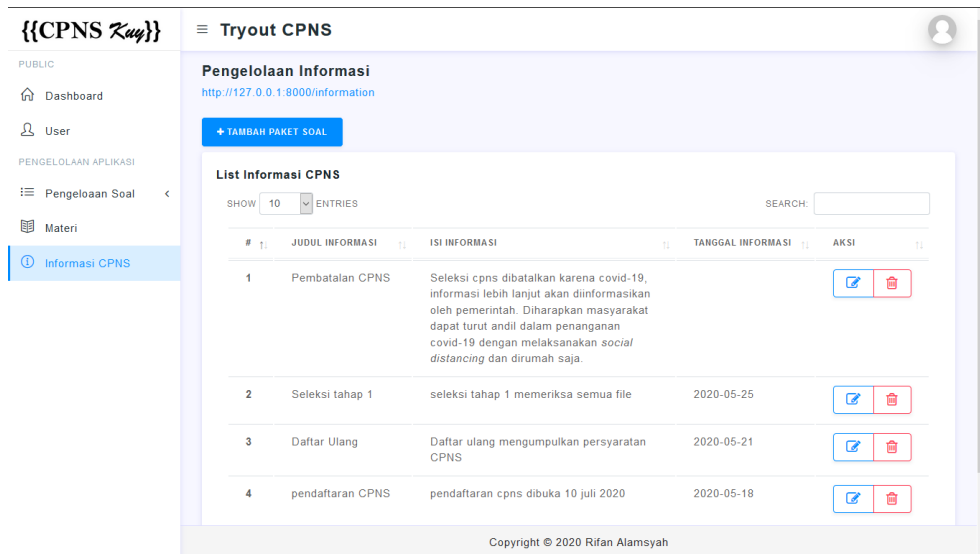 {{CPNS Kuy}}
Tryout CPNS
PUBLIC
Dashboard
User
PENGELOLAAN APLIKASI
Pengeloaan Soal
Materi
Informasi CPNS
Pengelolaan Informasi
http://127.0.0.1:8000/information
+ TAMBAH PAKET SOAL
List Informasi CPNS
SHOW 10 ENTRIES
SEARCH:
# JUDUL INFORMASI ISI INFORMASI TANGGAL INFORMASI AKSI
1 Pembatalan CPNS Seleksi cpns dibatalkan karena covid-19,
informasi lebih lanjut akan diinformasikan
oleh pemerintah. Diharapkan masyarakat
dapat turut andil dalam penanganan
covid-19 dengan melaksanakan social
distancing dan dirumah saja.
2 Seleksi tahap 1 seleksi tahap 1 memeriksa semua file 2020-05-25
3 Daftar Ulang Daftar ulang mengumpulkan persyaratan 2020-05-21
CPNS
4 pendaftaran CPNS pendaftaran cpns dibuka 10 juli 2020 2020-05-18
Copyright © 2020 Rifan Alamsyah